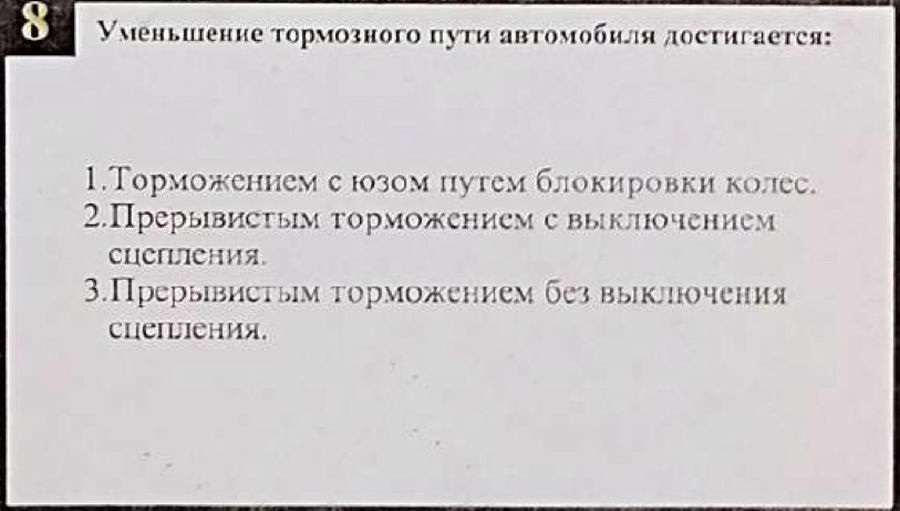 8
Уменьшение тормозного пути автомобиля достигается:
1.Торможением с юзом путем блокировки колес.
2.Прерывистым торможением с выключением
сцепления.
3.Прерывистым торможением без выключения
сцепления.